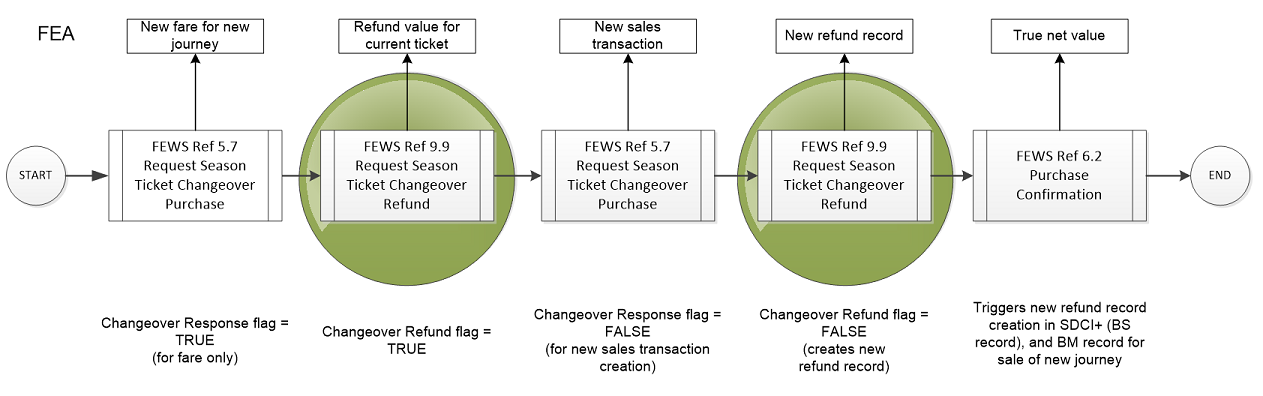 FEA
New fare for new
journey
Refund value for
current ticket
New sales
transaction
New refund record
True net value
START
FEWS Ref 5.7
Request Season
Ticket Changeover
Purchase
FEWS Ref 9.9
Request Season
Ticket Changeover
Refund
FEWS Ref 5.7
Request Season
Ticket Changeover
Purchase
FEWS Ref 9.9
Request Season
Ticket Changeover
Refund
FEWS Ref 6.2
Purchase
Confirmation
END
Changeover Response flag =
TRUE
(for fare only)
Changeover Refund flag =
TRUE
Changeover Response flag =
FALSE
(for new sales transaction
creation)
Changeover Refund flag =
FALSE
(creates new
refund record)
Triggers new refund record
creation in SDCI+ (BS
record), and BM record for
sale of new journey